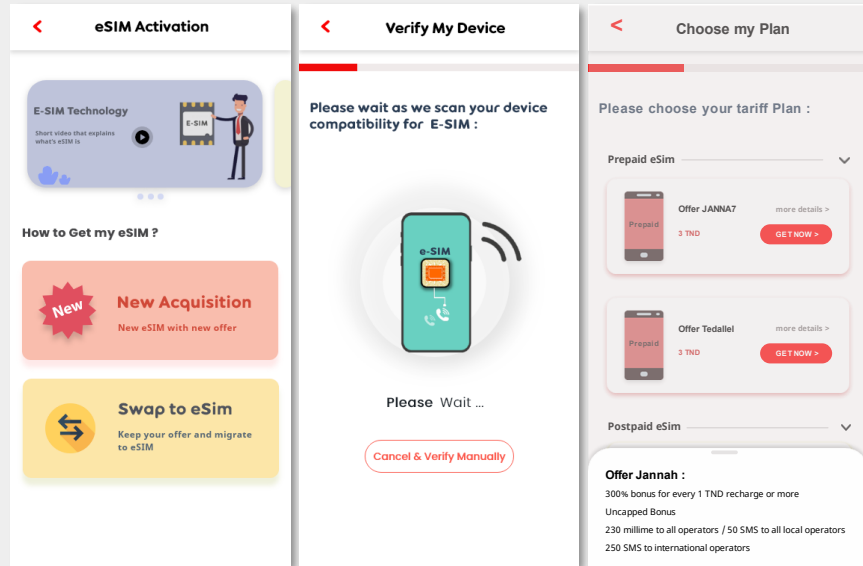 eSIM Activation
E-SIM Technology
Short video that explains
what's eSIM is
E-SIM
How to Get my eSIM ?
New
New Acquisition
New eSIM with new offer
Swap to eSim
Keep your offer and migrate
to eSIM
Verify My Device
Please wait as we scan your device
compatibility for E-SIM :
e-SIM
Please Wait ...
Cancel & Verify Manually
Choose my Plan
Please choose your tariff Plan :
Prepaid eSim
Prepaid
Offer JANNA7
more details >
3 TND
GET NOW >
Prepaid
Offer Tedallel
more details >
3 TND
GET NOW >
Postpaid eSim
Offer Jannah :
300% bonus for every 1 TND recharge or more
Uncapped Bonus
230 millime to all operators / 50 SMS to all local operators
250 SMS to international operators